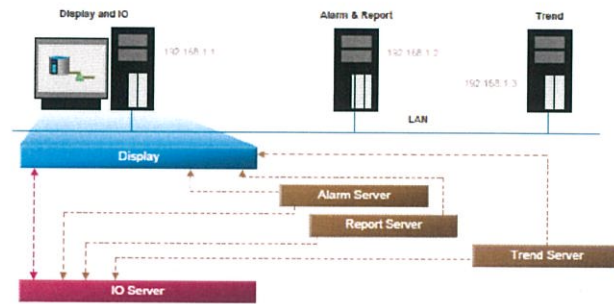 Display and IO
Alarm & Report
Trend
192.168.1.1
192.168.1.2
192.168.1.3
LAN
Display
Alarm Server
Report Server
Trend Server
IO Server